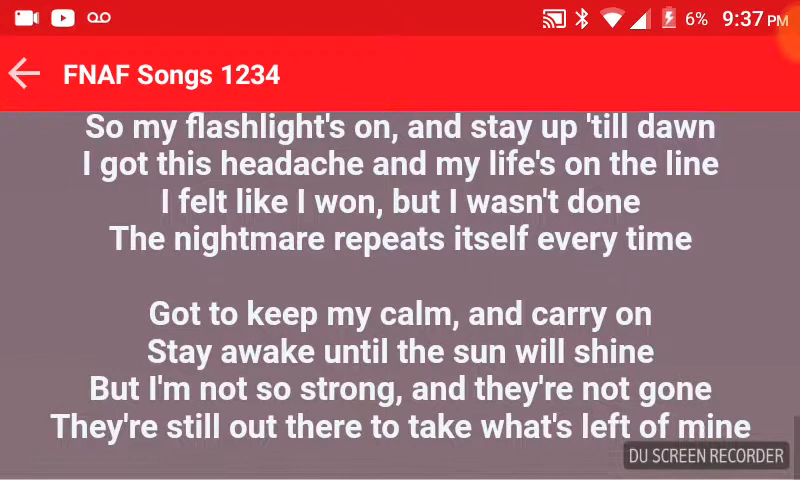 6% 9:37 PM
FNAF Songs 1234
So my flashlight's on, and stay up 'till dawn
I got this headache and my life's on the line
I felt like I won, but I wasn't done
The nightmare repeats itself every time
Got to keep my calm, and carry on
Stay awake until the sun will shine
But I'm not so strong, and they're not gone
They're still out there to take what's left of mine
DU SCREEN RECORDER